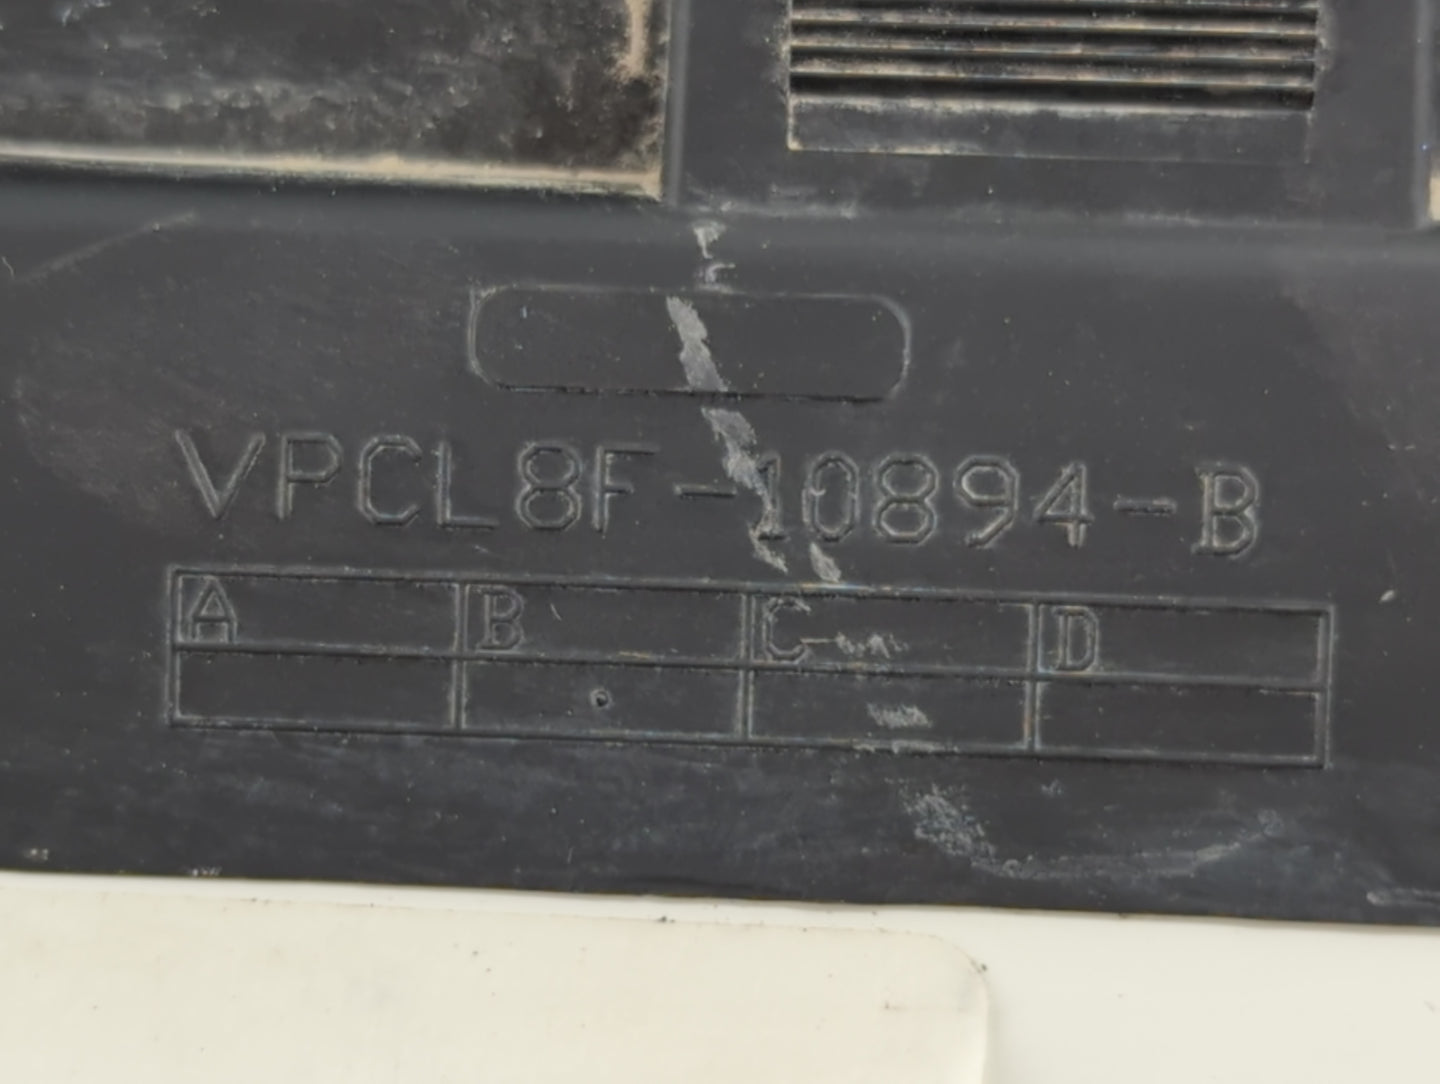 VPCL8F-10894-B
A B C D